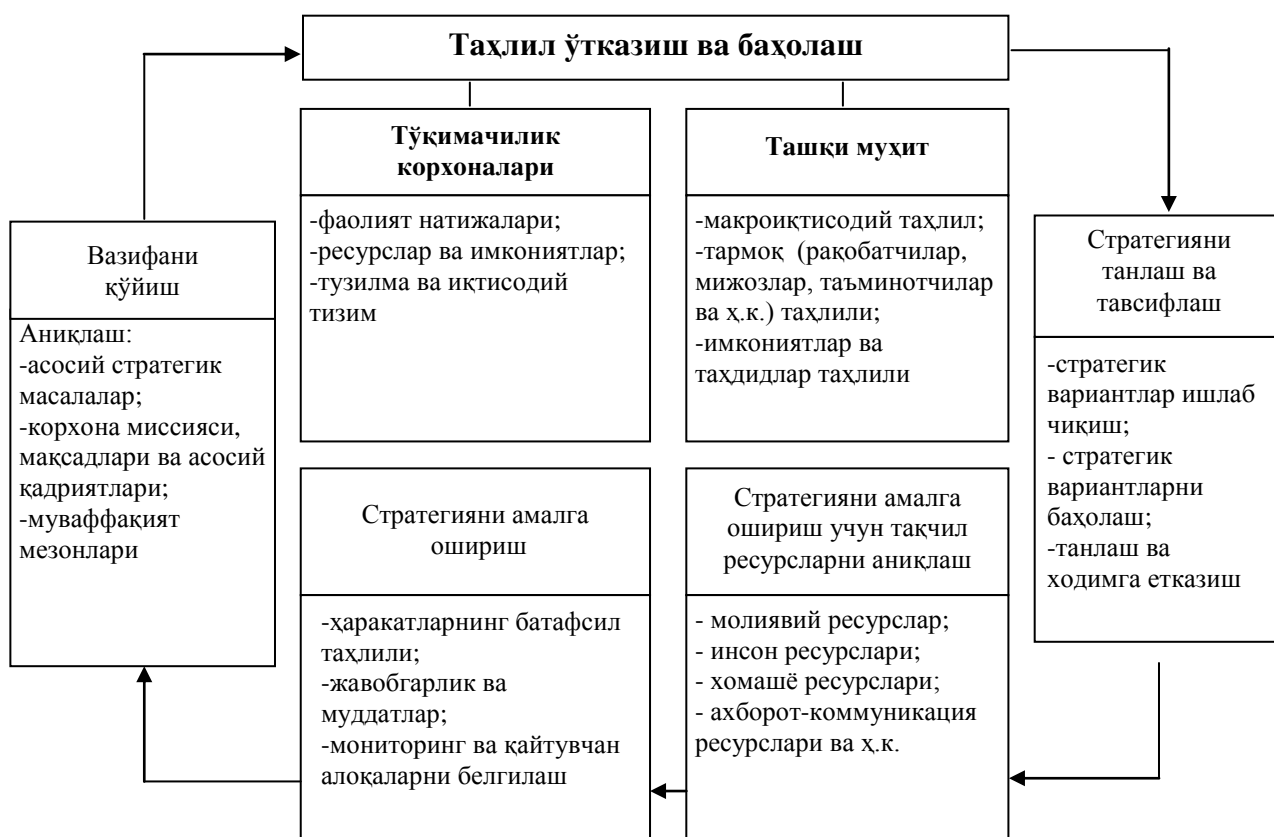 Таҳлил ўтказиш ва баҳолаш
Тўқимачилик
корхоналари
-фаолият натижалари;
-ресурслар ва имкониятлар;
-тузилма ва иқтисодий
тизим
Ташқи муҳит
-макроиқтисодий таҳлил;
-тармоқ (рақобатчилар,
мижозлар, таъминотчилар
ва ҳ.к.) таҳлили;
-имкониятлар ва
таҳдидлар таҳлили
Вазифани
қўйиш
Аниқлаш:
-асосий стратегик
масалалар;
-корхона миссияси,
мақсадлари ва асосий
қадриятлари;
-муваффақият
мезонлари
Стратегияни
танлаш ва
тавсифлаш
-стратегик
вариантлар ишлаб
чиқиш;
- стратегик
вариантларни
баҳолаш;
-танлаш ва
ходимга етказиш
Стратегияни амалга
ошириш
-ҳаракатларнинг батафсил
таҳлили;
-жавобгарлик ва
муддатлар;
-мониторинг ва қайтувчан
алоқаларни белгилаш
Стратегияни амалга
ошириш учун тақчил
ресурсларни аниқлаш
- молиявий ресурслар;
- инсон ресурслари;
- хомашё ресурслари;
- ахборот-коммуникация
ресурслари ва ҳ.к.